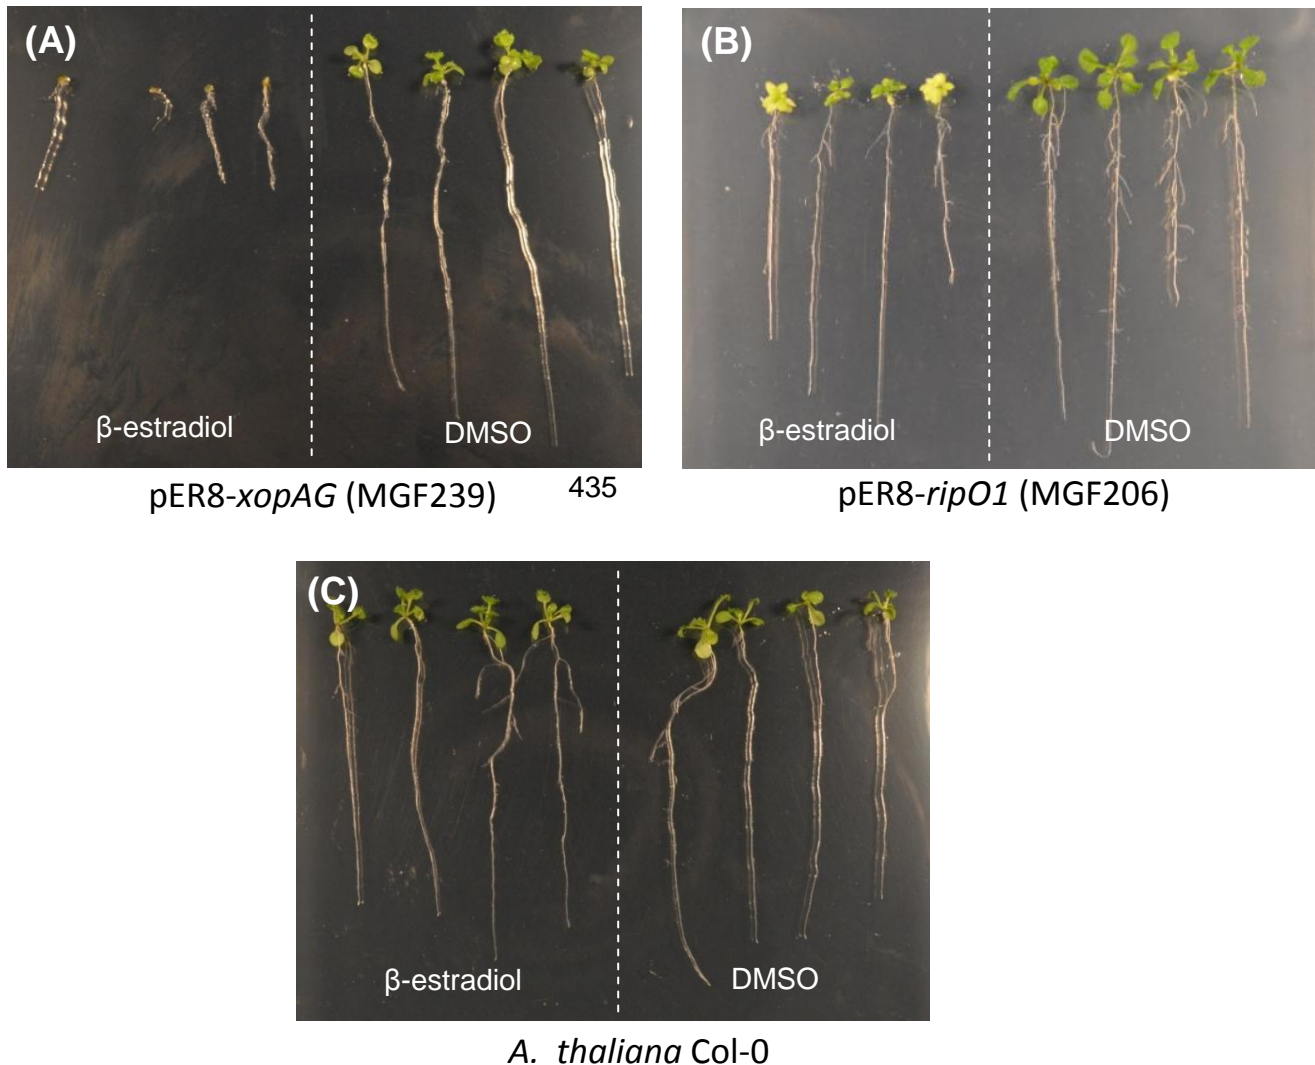 (A)
β-estradiol
DMSO
pER8-xopAG (MGF239)
435
(B)
β-estradiol
DMSO
pER8-ripO1 (MGF206)
(C)
β-estradiol
DMSO
A. thaliana Col-0